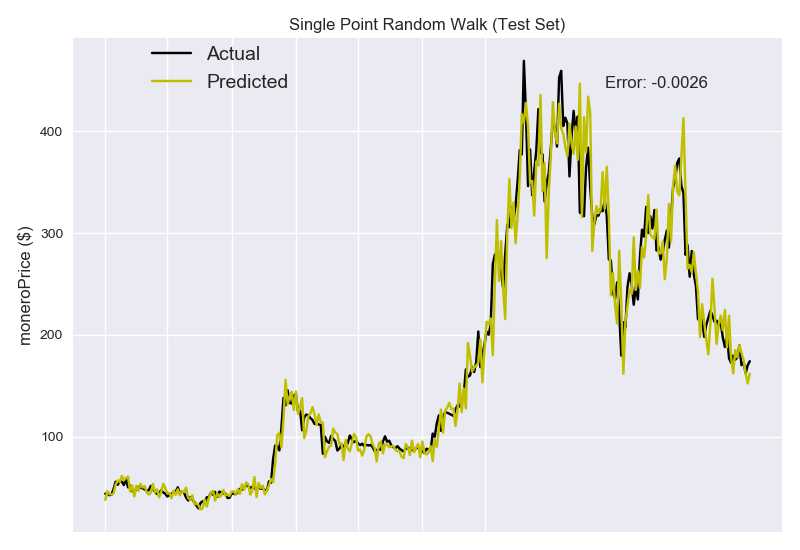 Single Point Random Walk (Test Set)
Actual
Predicted
Error: -0.0026
400
300
200
100
moneroPrice ($)